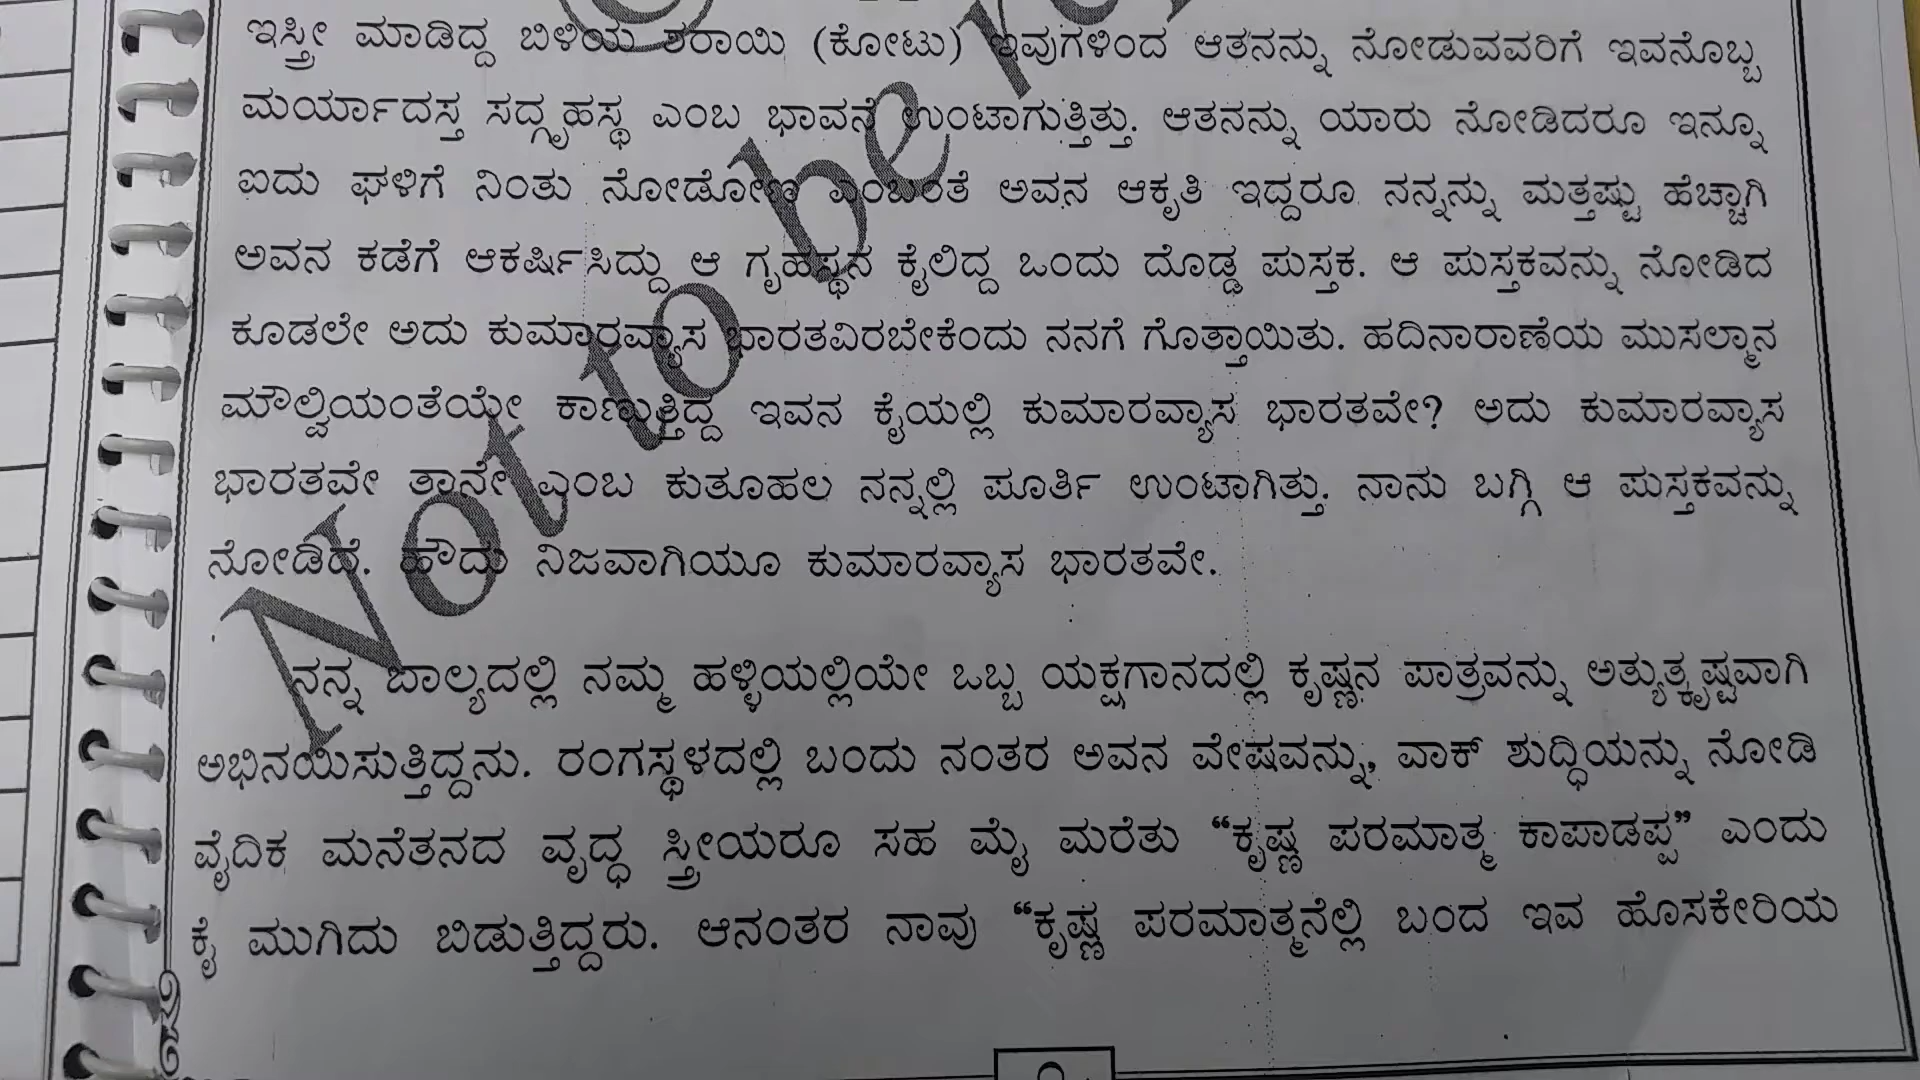 ಇಸ್ತ್ರೀ ಮಾಡಿದ್ದ ಬಿಳಿಯ ಶರಾಯಿ (ಕೋಟು) ಇವುಗಳಿಂದ ಆತನನ್ನು ನೋಡುವವರಿಗೆ ಇವನೊಬ್ಬ
ಮರ್ಯಾದಸ್ತ ಸದ್ಗೃಹಸ್ಥ ಎಂಬ ಭಾವನೆ ಉಂಟಾಗುತ್ತಿತ್ತು. ಆತನನ್ನು ಯಾರು ನೋಡಿದರೂ ಇನ್ನೂ
ಐದು ಘಳಿಗೆ ನಿಂತು ನೋಡೋಣ ಎಂಬಂತೆ ಅವನ ಆಕೃತಿ ಇದ್ದರೂ ನನ್ನನ್ನು ಮತ್ತಷ್ಟು ಹೆಚ್ಚಾಗಿ
ಅವನ ಕಡೆಗೆ ಆಕರ್ಷಿಸಿದ್ದು ಆ ಗೃಹಸ್ಥನ ಕೈಲಿದ್ದ ಒಂದು ದೊಡ್ಡ ಪುಸ್ತಕ. ಆ ಪುಸ್ತಕವನ್ನು ನೋಡಿದ
ಕೂಡಲೇ ಅದು ಕುಮಾರವ್ಯಾಸ ಭಾರತವಿರಬೇಕೆಂದು ನನಗೆ ಗೊತ್ತಾಯಿತು. ಹದಿನಾರಾಣೆಯ ಮುಸಲ್ಮಾನ
ಮೌಲ್ವಿಯಂತೆಯೇ ಕಾಣುತ್ತಿದ್ದ ಇವನ ಕೈಯಲ್ಲಿ ಕುಮಾರವ್ಯಾಸ ಭಾರತವೇ? ಅದು ಕುಮಾರವ್ಯಾಸ
ಭಾರತವೇ ತಾನೇ ಎಂಬ ಕುತೂಹಲ ನನ್ನಲ್ಲಿ ಪೂರ್ತಿ ಉಂಟಾಗಿತ್ತು. ನಾನು ಬಗ್ಗಿ ಆ ಪುಸ್ತಕವನ್ನು
ನೋಡಿದೆ. ಹೌದು ನಿಜವಾಗಿಯೂ ಕುಮಾರವ್ಯಾಸ ಭಾರತವೇ.
ನನ್ನ ಬಾಲ್ಯದಲ್ಲಿ ನಮ್ಮ ಹಳ್ಳಿಯಲ್ಲಿಯೇ ಒಬ್ಬ ಯಕ್ಷಗಾನದಲ್ಲಿ ಕೃಷ್ಣನ ಪಾತ್ರವನ್ನು ಅತ್ಯುತ್ಕೃಷ್ಟವಾಗಿ
ಅಭಿನಯಿಸುತ್ತಿದ್ದನು. ರಂಗಸ್ಥಳದಲ್ಲಿ ಬಂದು ನಂತರ ಅವನ ವೇಷವನ್ನು, ವಾಕ್ ಶುದ್ಧಿಯನ್ನು ನೋಡಿ
ವೈದಿಕ ಮನೆತನದ ವೃದ್ಧ ಸ್ತ್ರೀಯರೂ ಸಹ ಮೈ ಮರೆತು “ಕೃಷ್ಣ ಪರಮಾತ್ಮ ಕಾಪಾಡಪ್ಪ” ಎಂದು
ಕೈ ಮುಗಿದು ಬಿಡುತ್ತಿದ್ದರು. ಆನಂತರ ನಾವು “ಕೃಷ್ಣ ಪರಮಾತ್ಮನೆಲ್ಲಿ ಬಂದ ಇವ ಹೊಸಕೇರಿಯ
Not to be